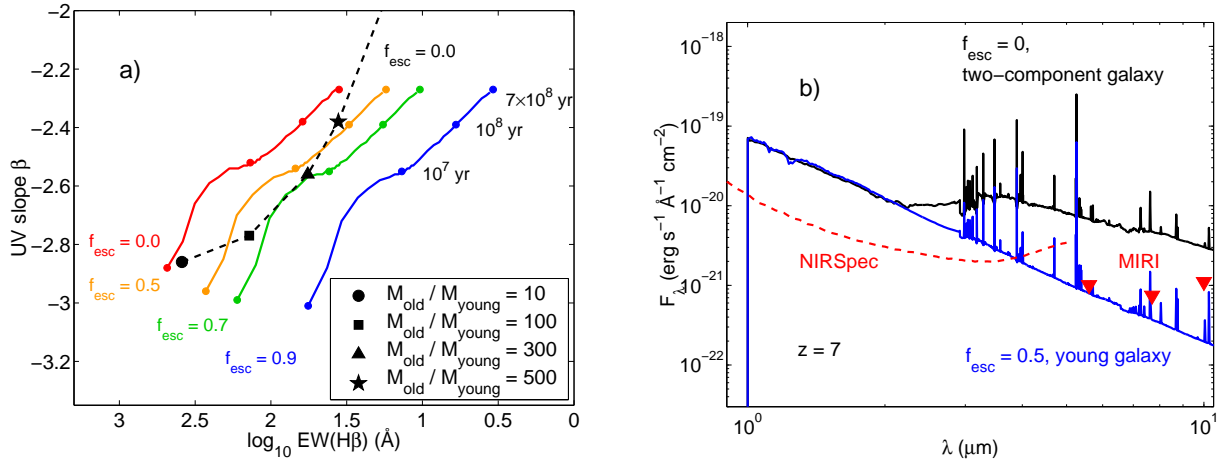 a)
UV slope β
-2
-2.2
-2.4
-2.6
-2.8
-3
-3.2
f_esc = 0.0
7×10^8 yr
10^8 yr
10^7 yr
f_esc = 0.0
f_esc = 0.5
f_esc = 0.7
f_esc = 0.9
M_old / M_young = 10
M_old / M_young = 100
M_old / M_young = 300
M_old / M_young = 500
3 2.5 2 1.5 1 0.5 0
log_10 EW(Hβ) (Å)
b)
F_λ (erg s^-1 Å^-1 cm^-2)
10^-18
10^-19
10^-20
10^-21
10^-22
f_esc = 0,
two-component galaxy
NIRSpec
MIRI
z = 7
f_esc = 0.5, young galaxy
10^0 10^1
λ (μm)